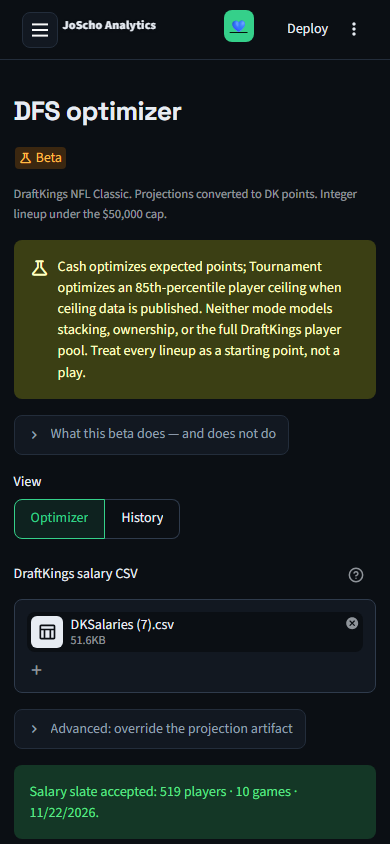 JoScho Analytics
Deploy
DFS optimizer
Beta
DraftKings NFL Classic. Projections converted to DK points. Integer
lineup under the $50,000 cap.
Cash optimizes expected points; Tournament
optimizes an 85th-percentile player ceiling when
ceiling data is published. Neither mode models
stacking, ownership, or the full DraftKings player
pool. Treat every lineup as a starting point, not a
play.
What this beta does — and does not do
View
Optimizer
History
DraftKings salary CSV
DKSalaries (7).csv
51.6KB
Advanced: override the projection artifact
Salary slate accepted: 519 players · 10 games ·
11/22/2026.